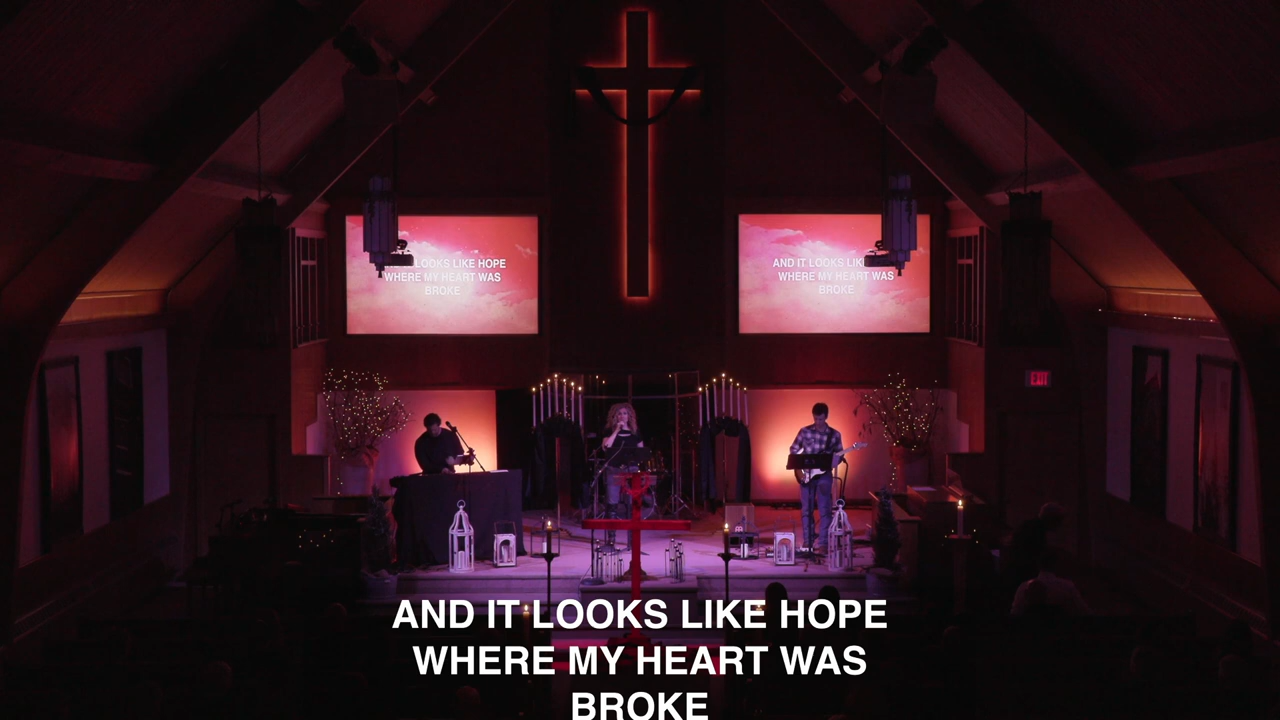 AND IT LOOKS LIKE HOPE
WHERE MY HEART WAS
BROKE
AND IT LOOKS LIKE
WHERE MY HEART WAS
BROKE
EXIT
AND IT LOOKS LIKE HOPE
WHERE MY HEART WAS
BROKE